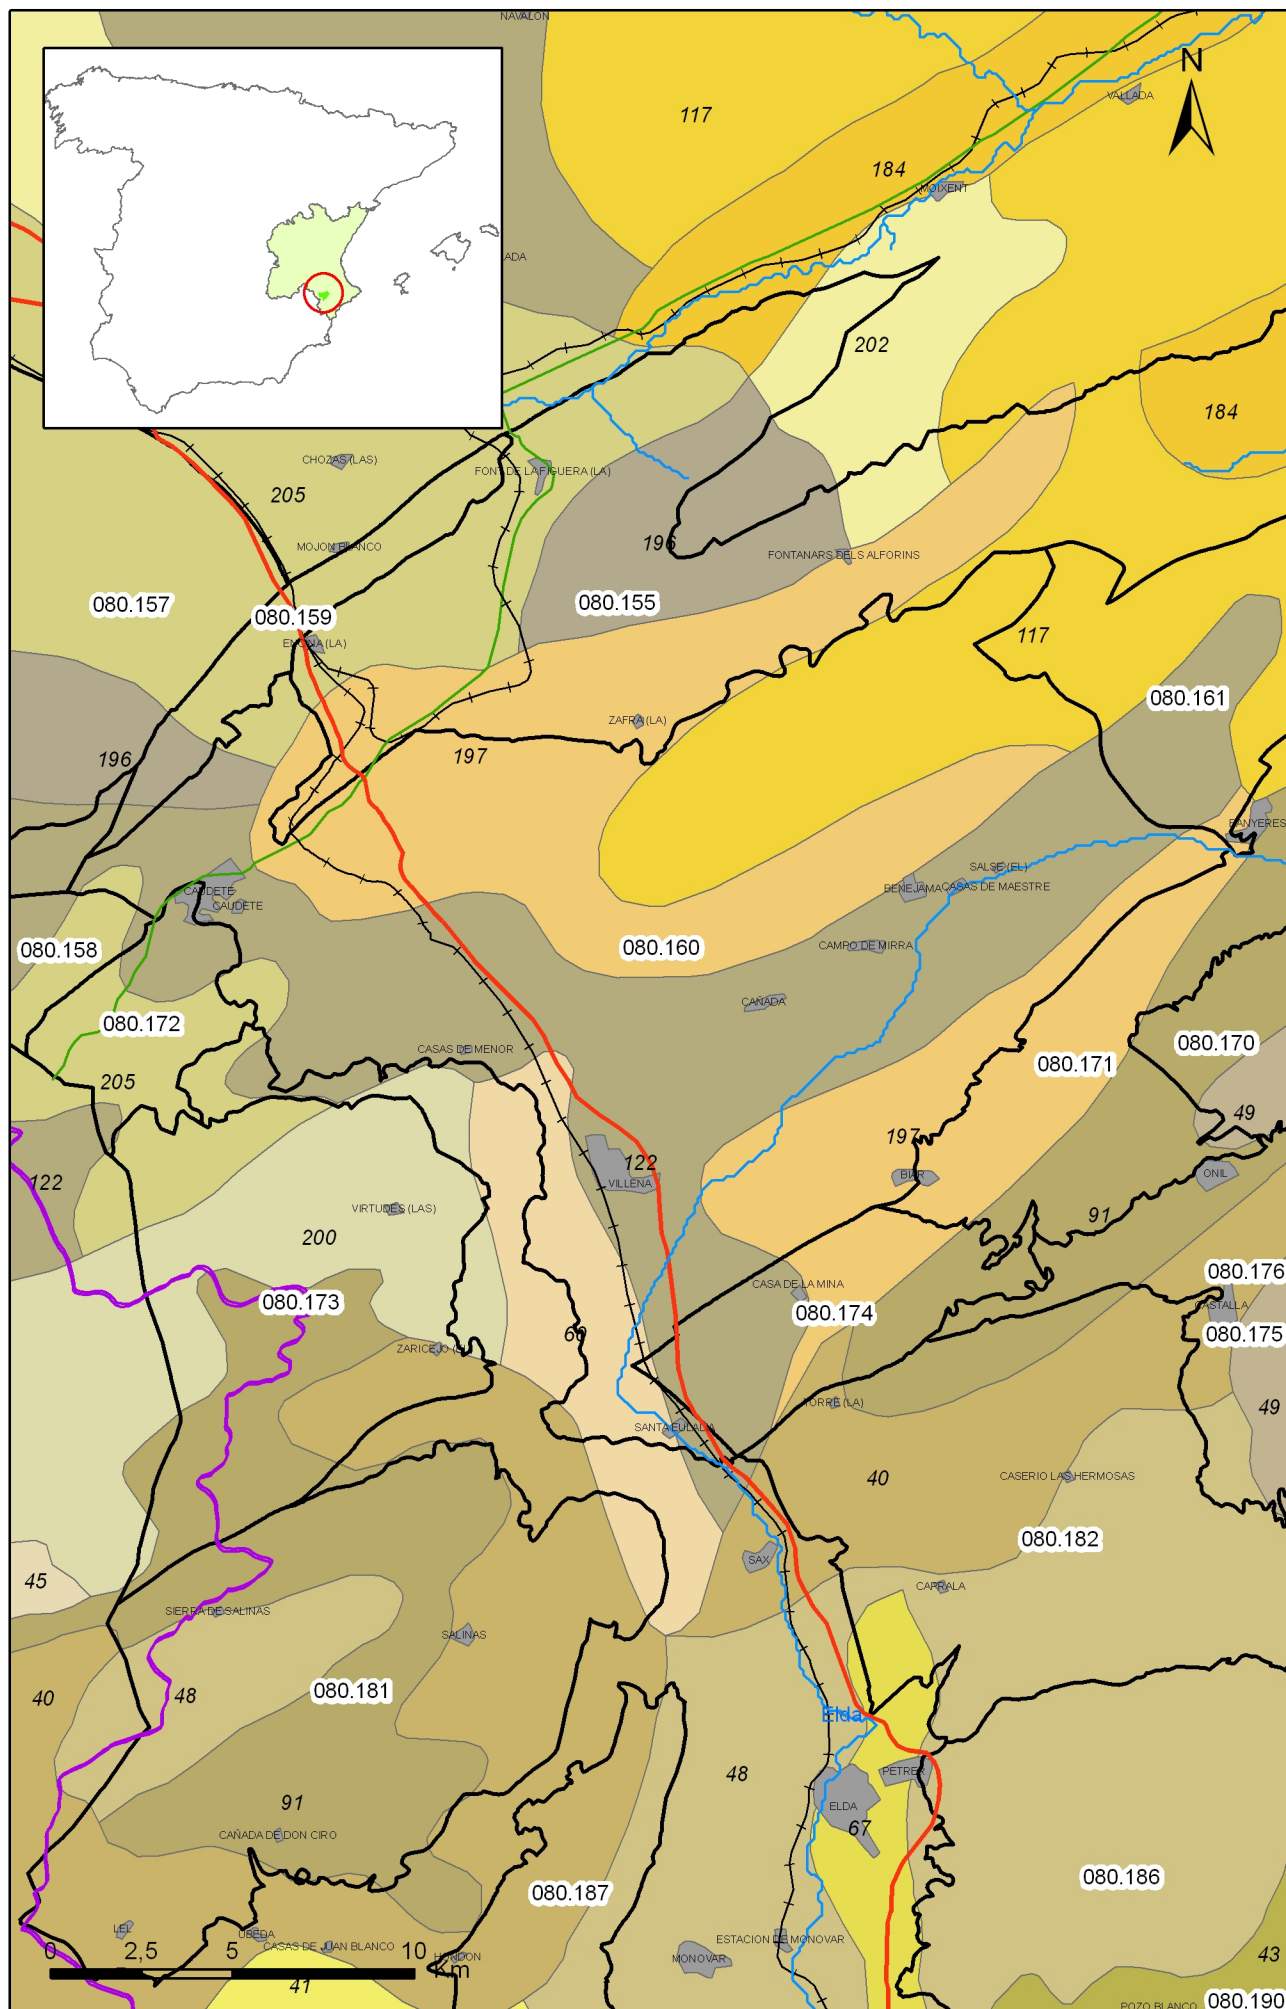 NAVALON
N
117
VALLADA
184
MOIXENT
ADA
202
184
CHOZAS (LAS)
FONT DE LA FIGUERA (LA)
205
MOJON BLANCO
196
FONTANARS DELS ALFORINS
080.157
080.155
080.159
117
ENCINA (LA)
080.161
ZAFRA (LA)
196
197
BANYERES
SALSE (EL)
CAUDETE
BENEJAMA
CASAS DE MAESTRE
CAUDETE
080.158
080.160
CAMPO DE MIRRA
CAÑADA
080.172
080.170
CASAS DE MENOR
080.171
205
49
197
122
122
VILLENA
BIAR
ONIL
VIRTUDES (LAS)
91
200
080.176
CASA DE LA MINA
080.173
080.174
CASTALLA
60
080.175
ZARICEJO (EL)
TORRE (LA)
49
SANTA EULALIA
40
CASERIO LAS HERMOSAS
080.182
SAX
45
CAPRALA
SIERRA DE SALINAS
SALINAS
080.181
40
48
Elda
48
PETRER
91
ELDA
67
CAÑADA DE DON CIRO
080.186
080.187
LEL
UBEDA
ESTACION DE MONOVAR
CASAS DE JUAN BLANCO
0 2,5 5 10
Km
HONDON
MONOVAR
43
41
POZO BLANCO
080.190